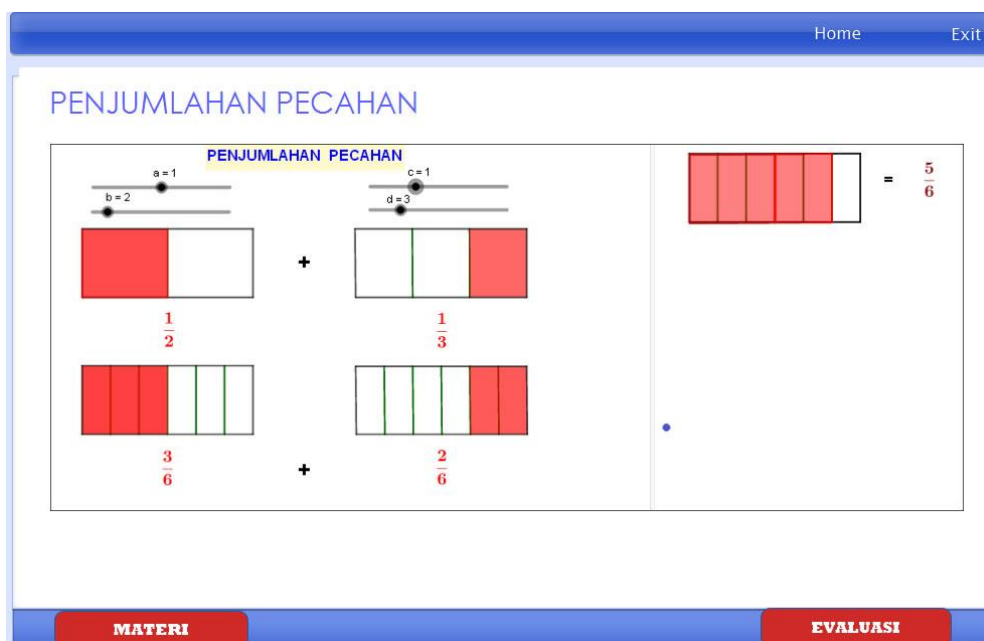 Home Exit
PENJUMLAHAN PECAHAN
PENJUMLAHAN PECAHAN
a = 1
b = 2
c = 1
d = 3
+
1/2
1/3
3/6 + 2/6
= 5/6
MATERI
EVALUASI